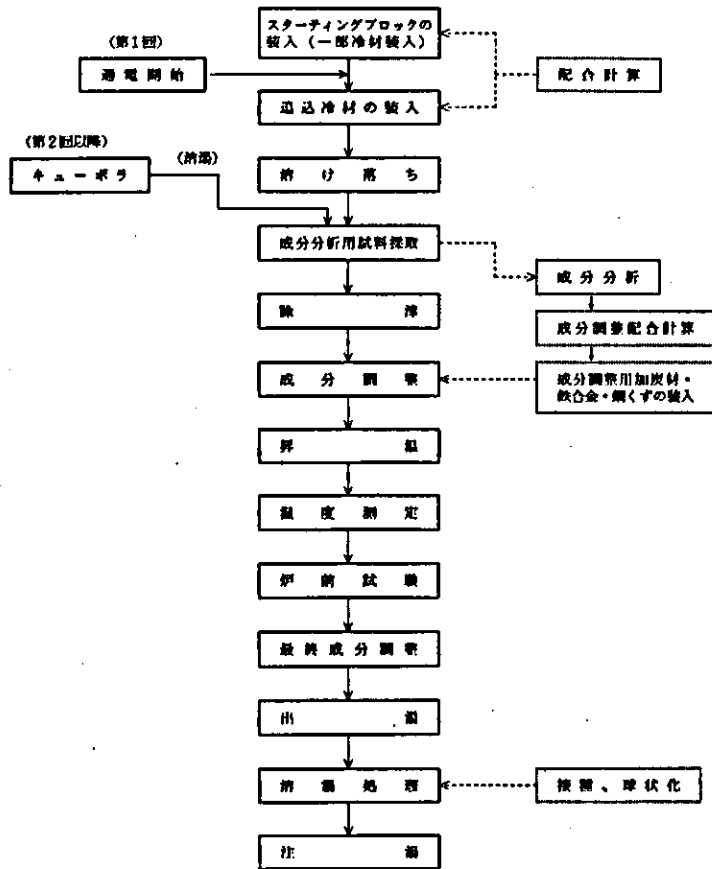 スターティングブロックの
装入（一部冷材装入）
(第1回)
通電開始
配合計算
追込冷材の装入
(第2回以降)
(溶湯)
キューポラ
溶け落ち
成分分析用試料採取
成分分析
除滓
成分調整配合計算
成分調整
成分調整用加炭材・
鉄合金・鋼くずの装入
昇温
温度測定
炉前試験
最終成分調整
出湯
溶湯処理
接種、球状化
注湯